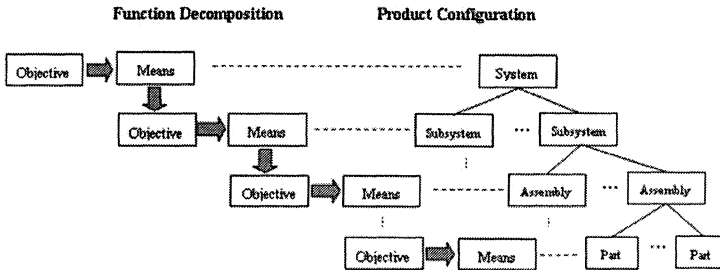 Function Decomposition Product Configuration
Objective Means System
Objective Means Subsystem ... Subsystem
Objective Means Assembly ... Assembly
Objective Means Part ... Part